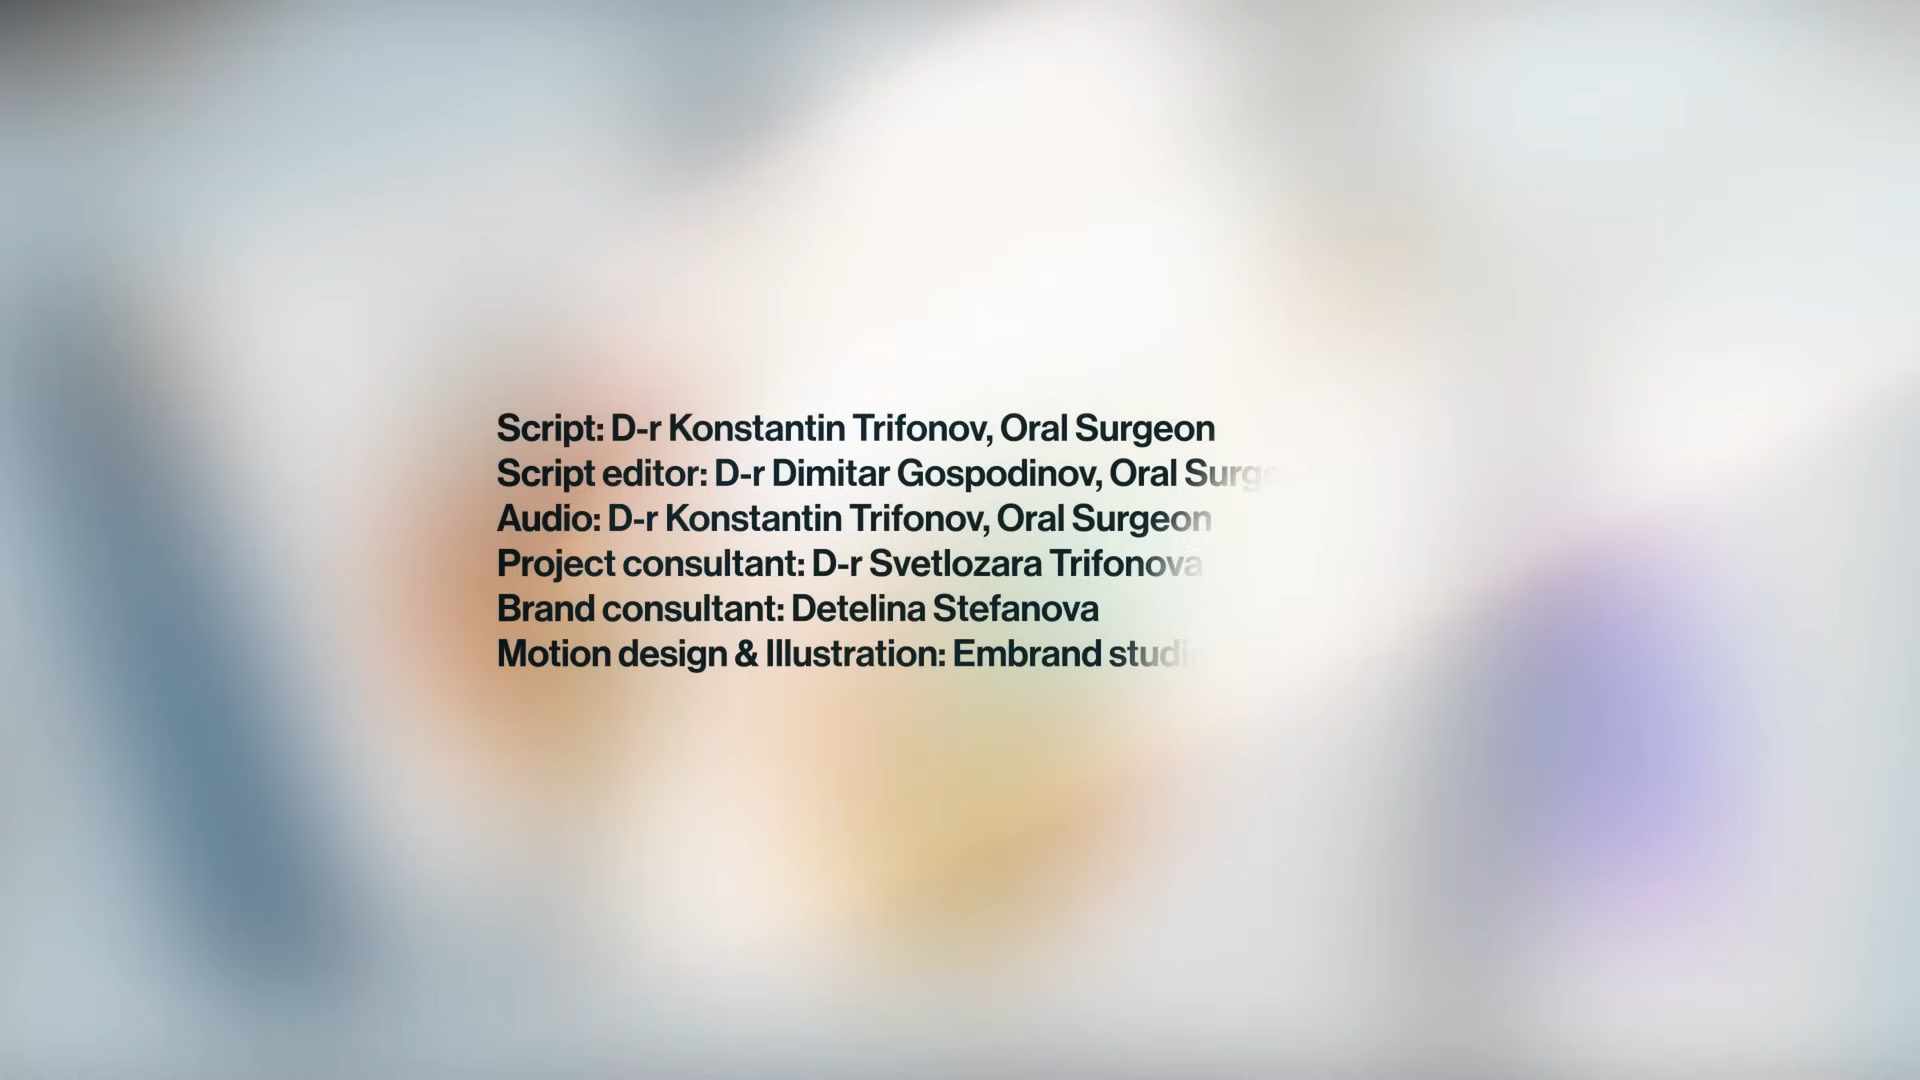 Script: D-r Konstantin Trifonov, Oral Surgeon
Script editor: D-r Dimitar Gospodinov, Oral
Audio: D-r Konstantin Trifonov, Oral Surgeon
Project consultant: D-r Svetlozara Trifonova
Brand consultant: Detelina Stefanova
Motion design & Illustration: Embrand